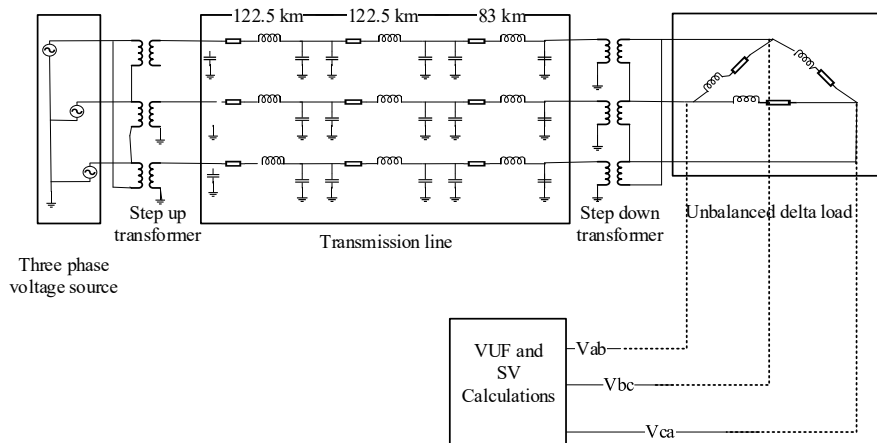 122.5 km 122.5 km 83 km
Step up
transformer
Transmission line
Step down
transformer
Unbalanced delta load
Three phase
voltage source
VUF and
SV
Calculations
Vab
Vbc
Vca